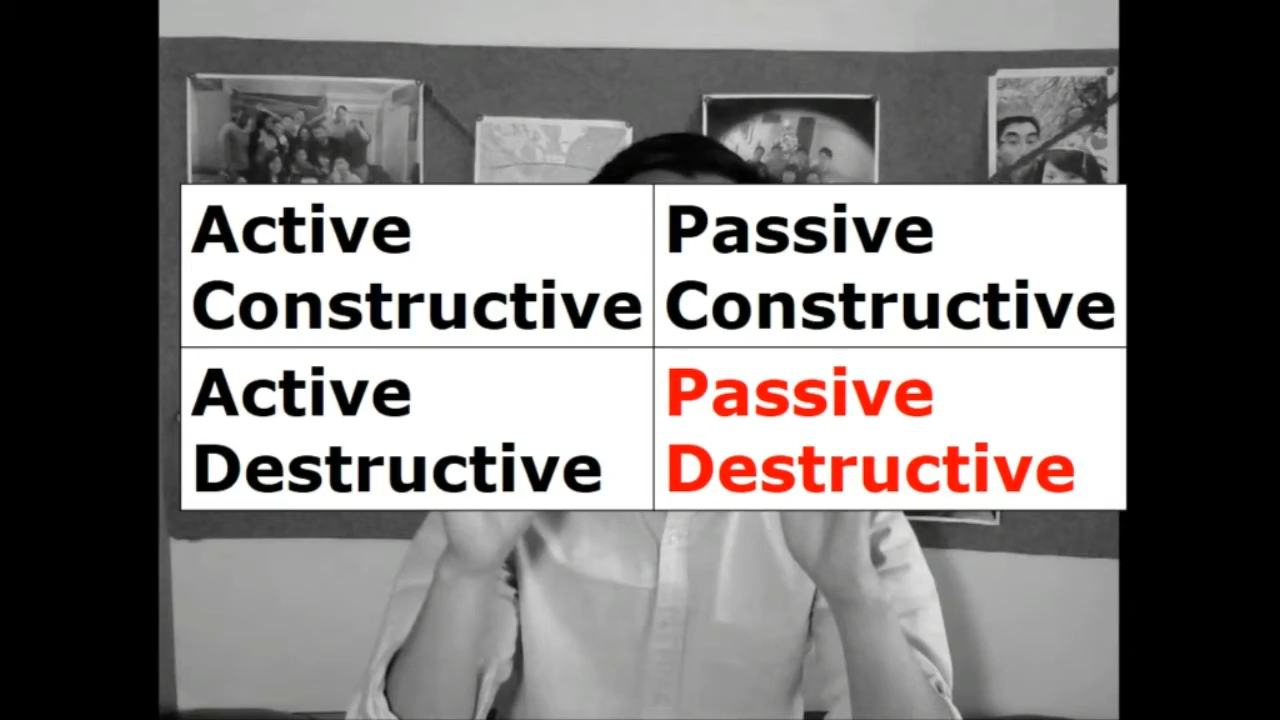 Active
Constructive
Passive
Constructive
Active
Destructive
Passive
Destructive